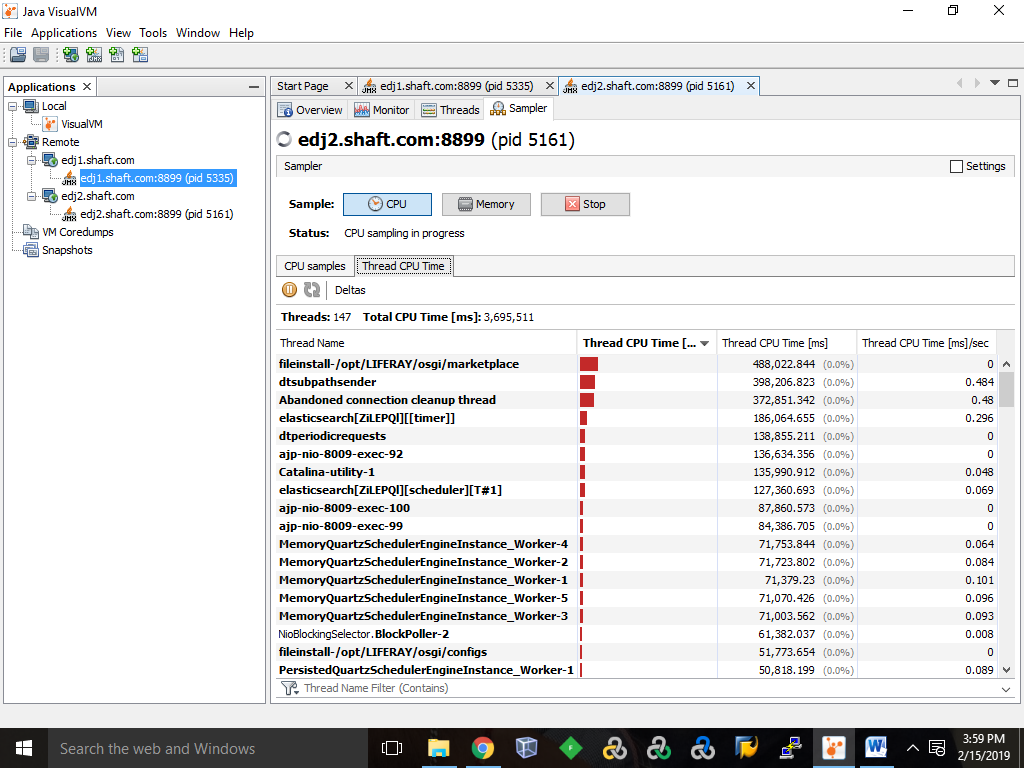 Java VisualVM
File Applications View Tools Window Help
Applications
Local
VisualVM
Remote
edj1.shaft.com
edj1.shaft.com:8899 (pid 5335)
edj2.shaft.com
edj2.shaft.com:8899 (pid 5161)
VM Coredumps
Snapshots
Start Page edj1.shaft.com:8899 (pid 5335) edj2.shaft.com:8899 (pid 5161)
Overview Monitor Threads Sampler
edj2.shaft.com:8899 (pid 5161)
Sampler Settings
Sample: CPU Memory Stop
Status: CPU sampling in progress
CPU samples Thread CPU Time
Deltas
Threads: 147 Total CPU Time [ms]: 3,695,511
Thread Name Thread CPU Time [... Thread CPU Time [ms] Thread CPU Time [ms]/sec
fileinstall-/opt/LIFERAY/osgi/marketplace 488,022.844 (0.0%) 0
dtsubpathsender 398,206.823 (0.0%) 0.484
Abandoned connection cleanup thread 372,851.342 (0.0%) 0.48
elasticsearch[ZiLEPQl][[timer]] 186,064.655 (0.0%) 0.296
dtperiodicrequests 138,855.211 (0.0%) 0
ajp-nio-8009-exec-92 136,634.356 (0.0%) 0
Catalina-utility-1 135,990.912 (0.0%) 0.048
elasticsearch[ZiLEPQl][scheduler][T#1] 127,360.693 (0.0%) 0.069
ajp-nio-8009-exec-100 87,860.573 (0.0%) 0
ajp-nio-8009-exec-99 84,386.705 (0.0%) 0
MemoryQuartzSchedulerEngineInstance_Worker-4 71,753.844 (0.0%) 0.064
MemoryQuartzSchedulerEngineInstance_Worker-2 71,723.802 (0.0%) 0.084
MemoryQuartzSchedulerEngineInstance_Worker-1 71,379.23 (0.0%) 0.101
MemoryQuartzSchedulerEngineInstance_Worker-5 71,070.426 (0.0%) 0.096
MemoryQuartzSchedulerEngineInstance_Worker-3 71,003.562 (0.0%) 0.093
NioBlockingSelector.BlockPoller-2 61,382.037 (0.0%) 0.008
fileinstall-/opt/LIFERAY/osgi/configs 51,773.654 (0.0%) 0
PersistedQuartzSchedulerEngineInstance_Worker-1 50,818.199 (0.0%) 0.089
Thread Name Filter (Contains)
Search the web and Windows
3:59 PM
2/15/2019